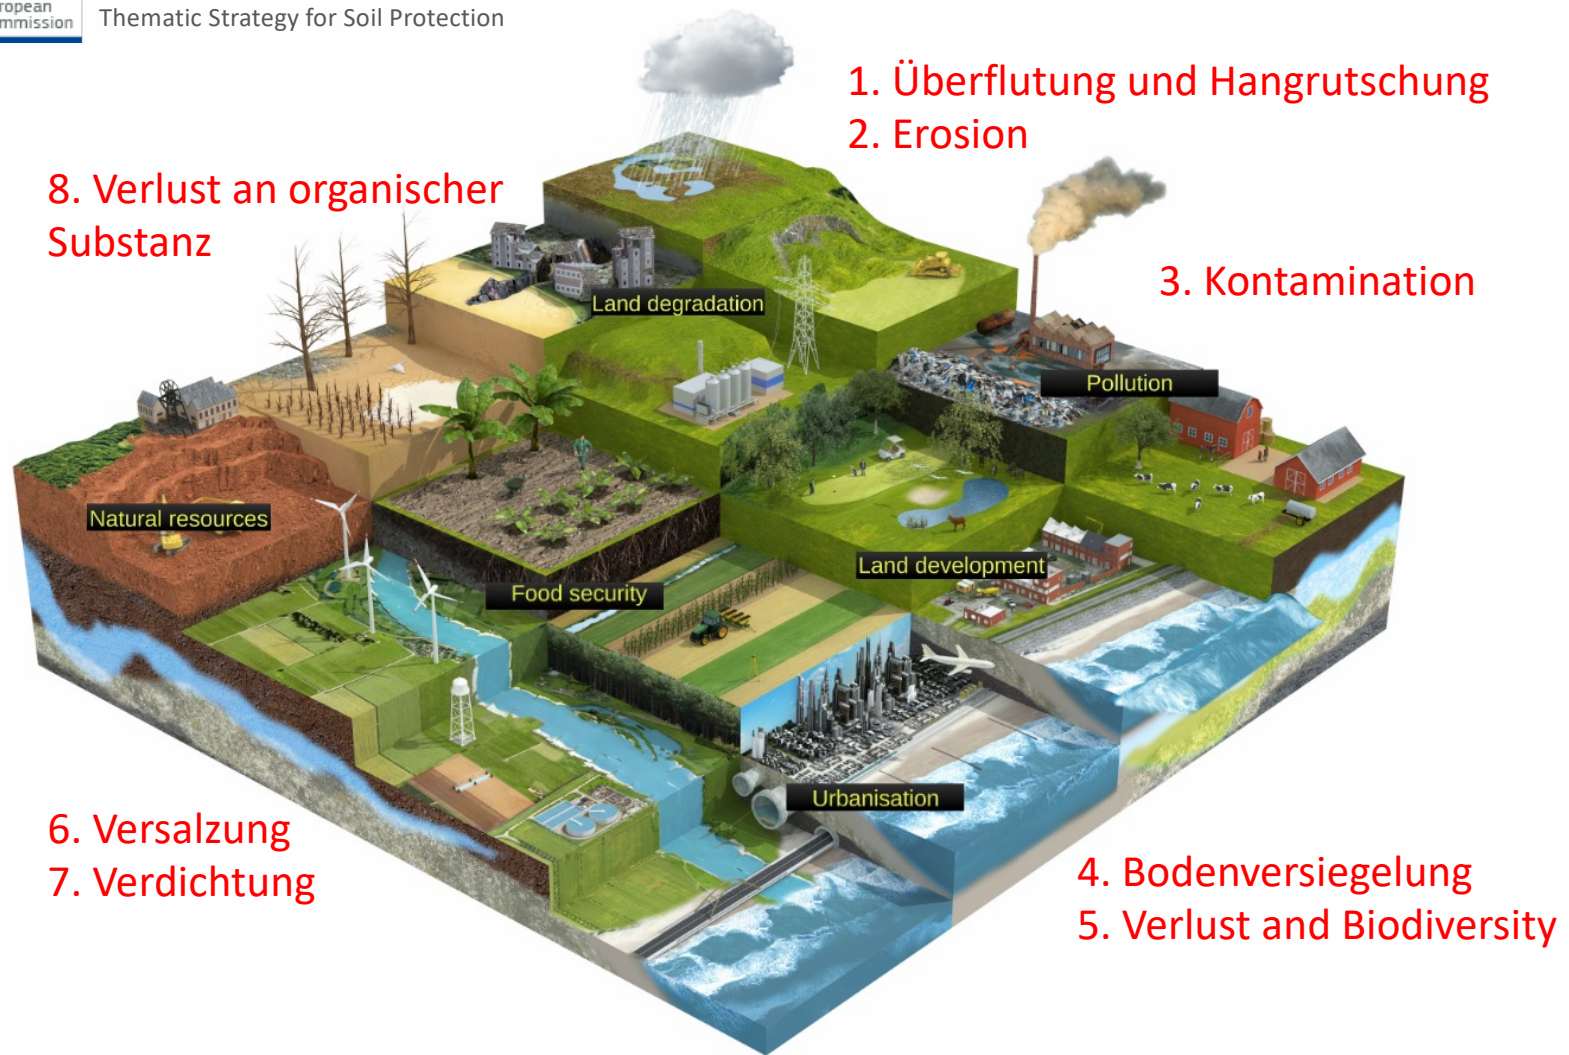 Thematic Strategy for Soil Protection
1. Überflutung und Hangrutschung
2. Erosion
8. Verlust an organischer
Substanz
3. Kontamination
Land degradation
Pollution
Natural resources
Food security
Land development
Urbanisation
6. Versalzung
7. Verdichtung
4. Bodenversiegelung
5. Verlust and Biodiversity